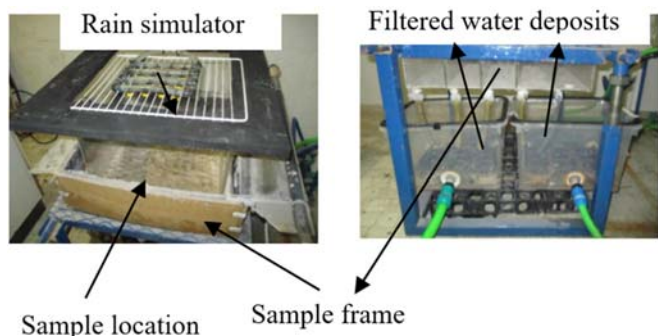 Rain simulator
Filtered water deposits
Sample location
Sample frame